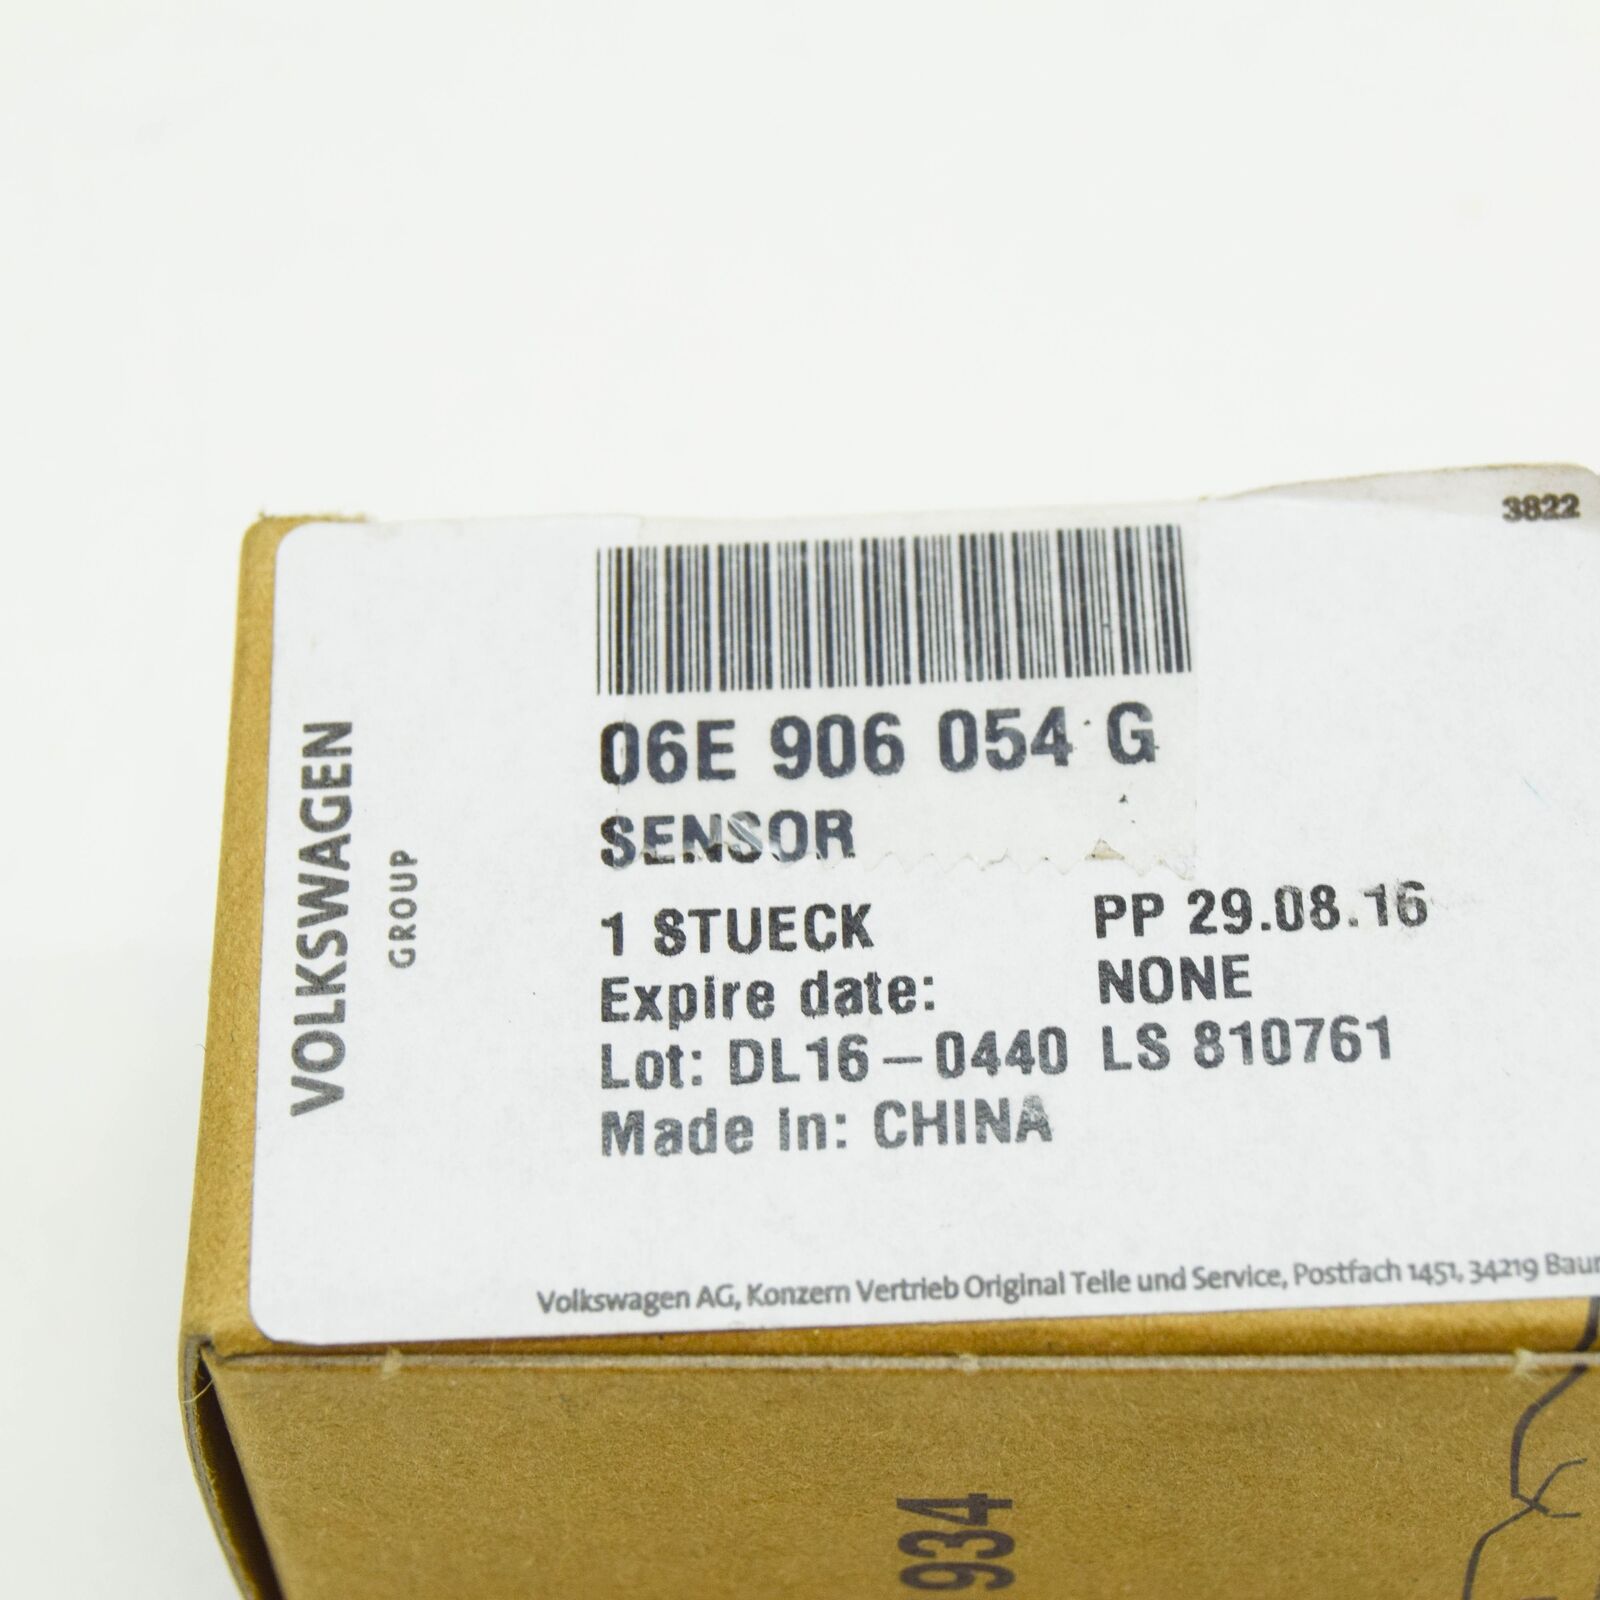 3822
VOLKSWAGEN
GROUP
06E 906 054 G
SENSOR
1 STUECK PP 29.08.16
Expire date: NONE
Lot: DL16-0440 LS 810761
Made in: CHINA
Volkswagen AG, Konzern Vertrieb Original Teile und Service, Postfach 1451, 34219
934